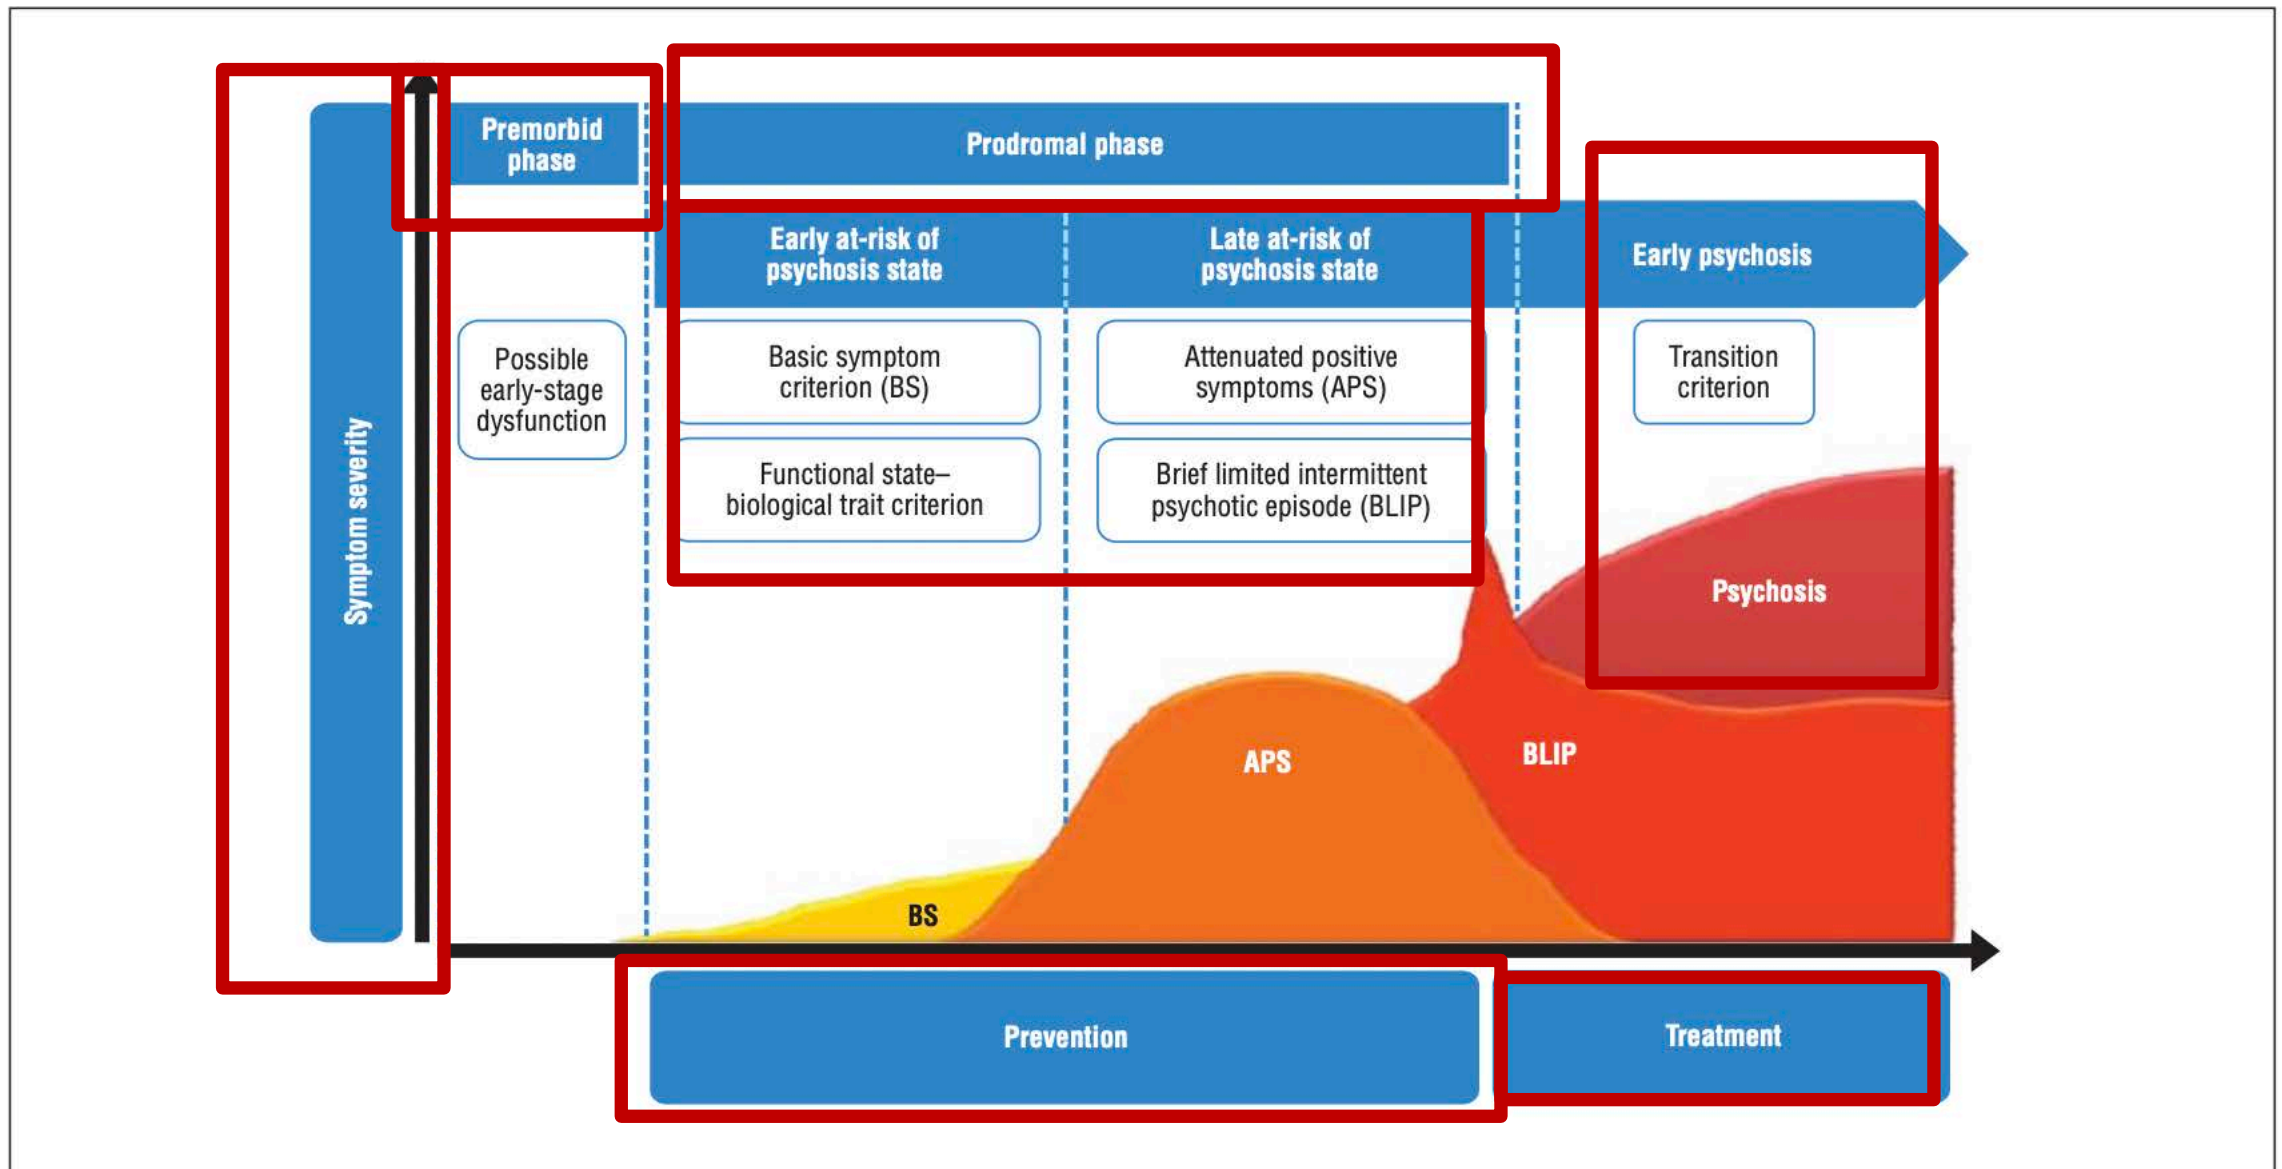 Premorbid
phase
Prodromal phase
Early at-risk of
psychosis state
Late at-risk of
psychosis state
Early psychosis
Possible
early-stage
dysfunction
Basic symptom
criterion (BS)
Functional state–
biological trait criterion
Attenuated positive
symptoms (APS)
Brief limited intermittent
psychotic episode (BLIP)
Transition
criterion
Symptom severity
Psychosis
APS
BLIP
BS
Prevention
Treatment